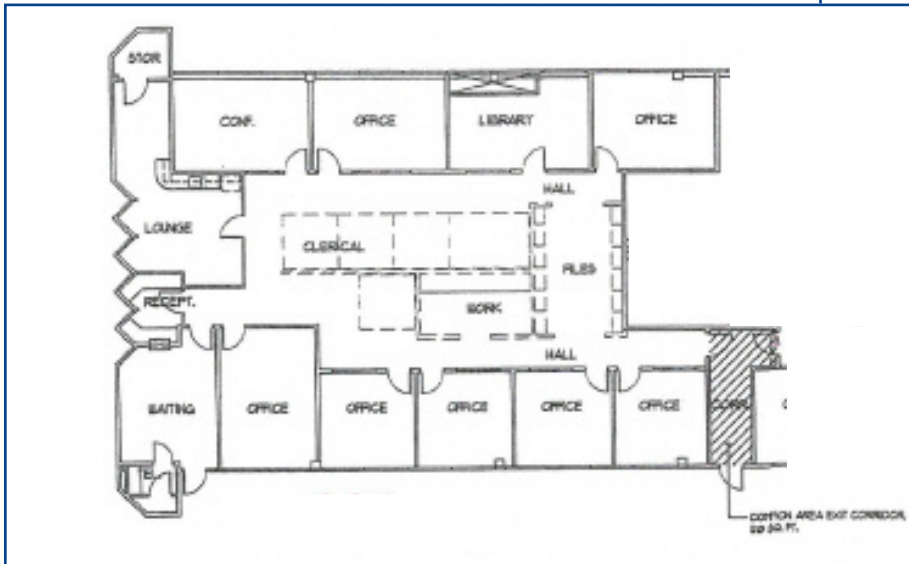 STOR
CONF.
OFFICE
LIBRARY
OFFICE
HALL
LOUNGE
CLERICAL
FILES
RECEPT.
WORK
HALL
WAITING
OFFICE
OFFICE
OFFICE
OFFICE
OFFICE
CORR.
COMMON AREA EXIT CORRIDOR,
SQ. FT.